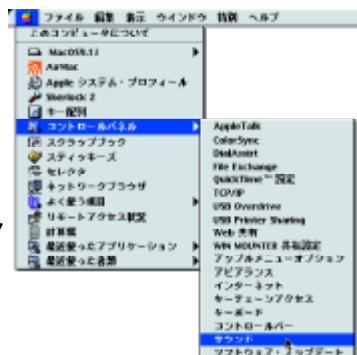 ファイル 編集 表示 ウインドウ 特別 ヘルプ
このコンピュータについて
MacOS9.1J
AirMac
Apple システム・プロフィール
Sherlock 2
キー配列
コントロールパネル
スクラップブック
スティッキーズ
セレクタ
ネットワークブラウザ
よく使う項目
リモートアクセス状況
計算機
最近使ったアプリケーション
最近使った書類
AppleTalk
ColorSync
DialAssist
File Exchange
QuickTime™ 設定
TCP/IP
USB Overdrive
USB Printer Sharing
Web 共有
WIN MOUNTER 共有設定
アップルメニューオプション
アピアランス
インターネット
キーチェーンアクセス
キーボード
コントロールバー
サウンド
ソフトウェア・アップデート